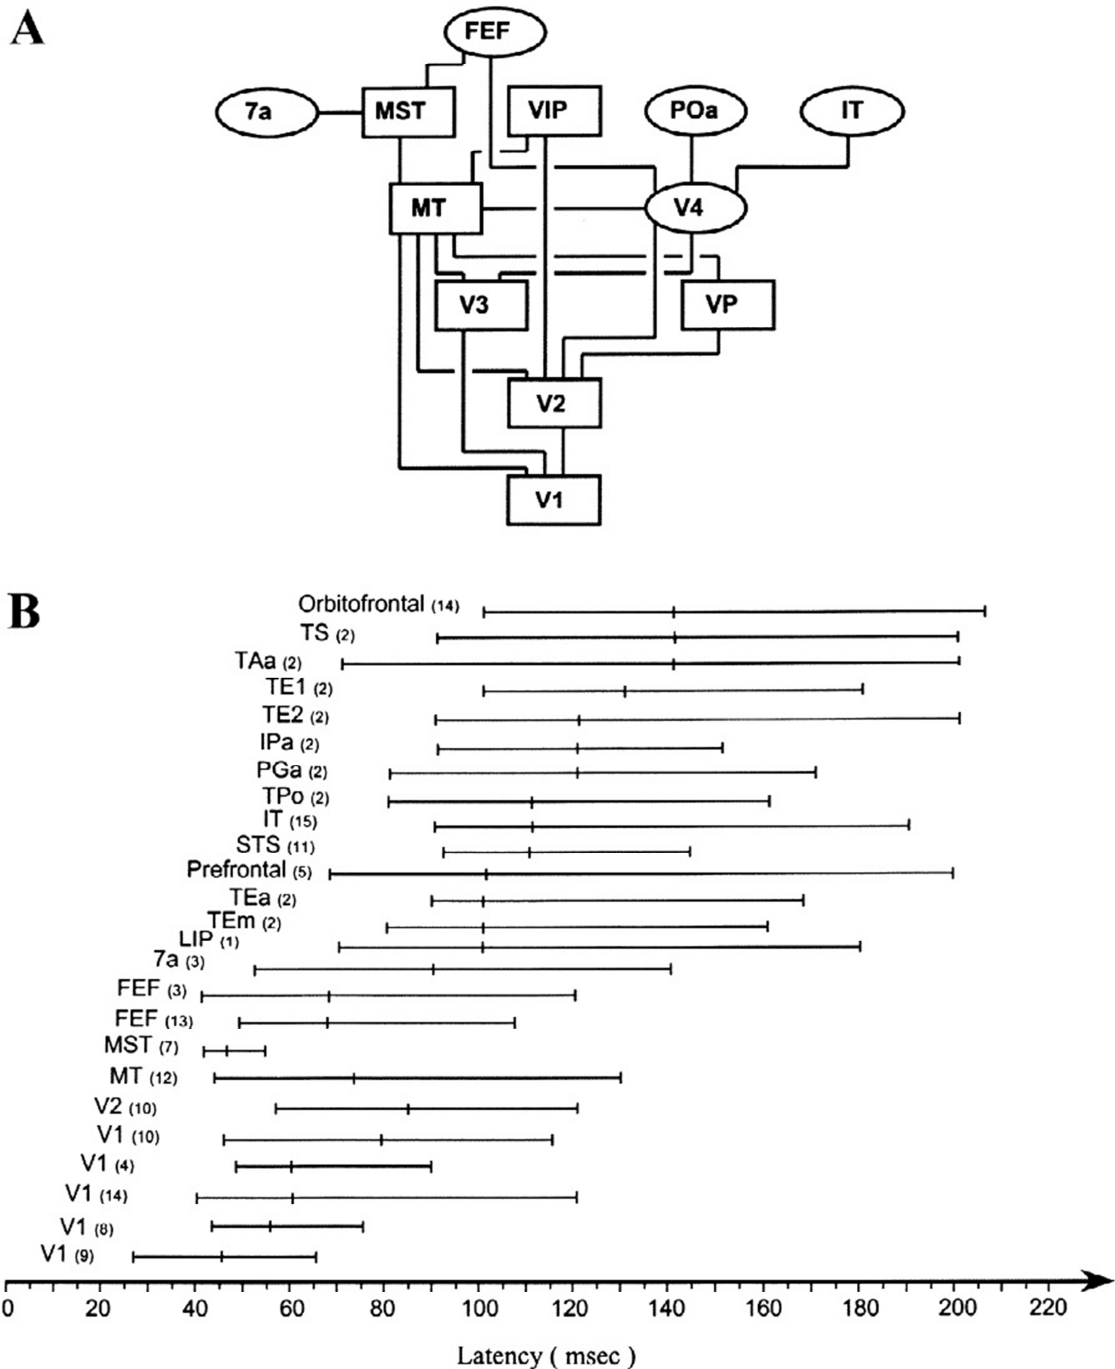 A
FEF
7a MST VIP POa IT
MT V4
V3 VP
V2
V1
B
Orbitofrontal (14)
TS (2)
TAa (2)
TE1 (2)
TE2 (2)
IPa (2)
PGa (2)
TPo (2)
IT (15)
STS (11)
Prefrontal (5)
TEa (2)
TEm (2)
LIP (1)
7a (3)
FEF (3)
FEF (13)
MST (7)
MT (12)
V2 (10)
V1 (10)
V1 (4)
V1 (14)
V1 (8)
V1 (9)
0 20 40 60 80 100 120 140 160 180 200 220
Latency ( msec )